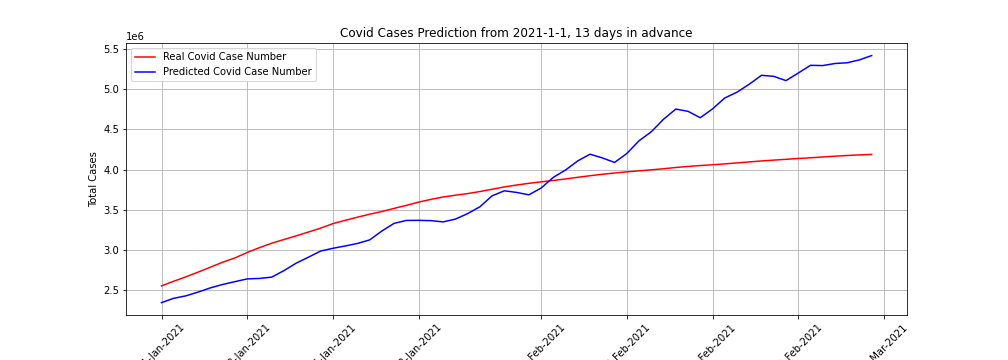 Covid Cases Prediction from 2021-1-1, 13 days in advance
1e6
Real Covid Case Number
Predicted Covid Case Number
5.5
5.0
4.5
4.0
3.5
3.0
2.5
Total Cases
-Jan-2021
-Jan-2021
-Jan-2021
-Jan-2021
Feb-2021
-Feb-2021
-Feb-2021
-Feb-2021
Mar-2021